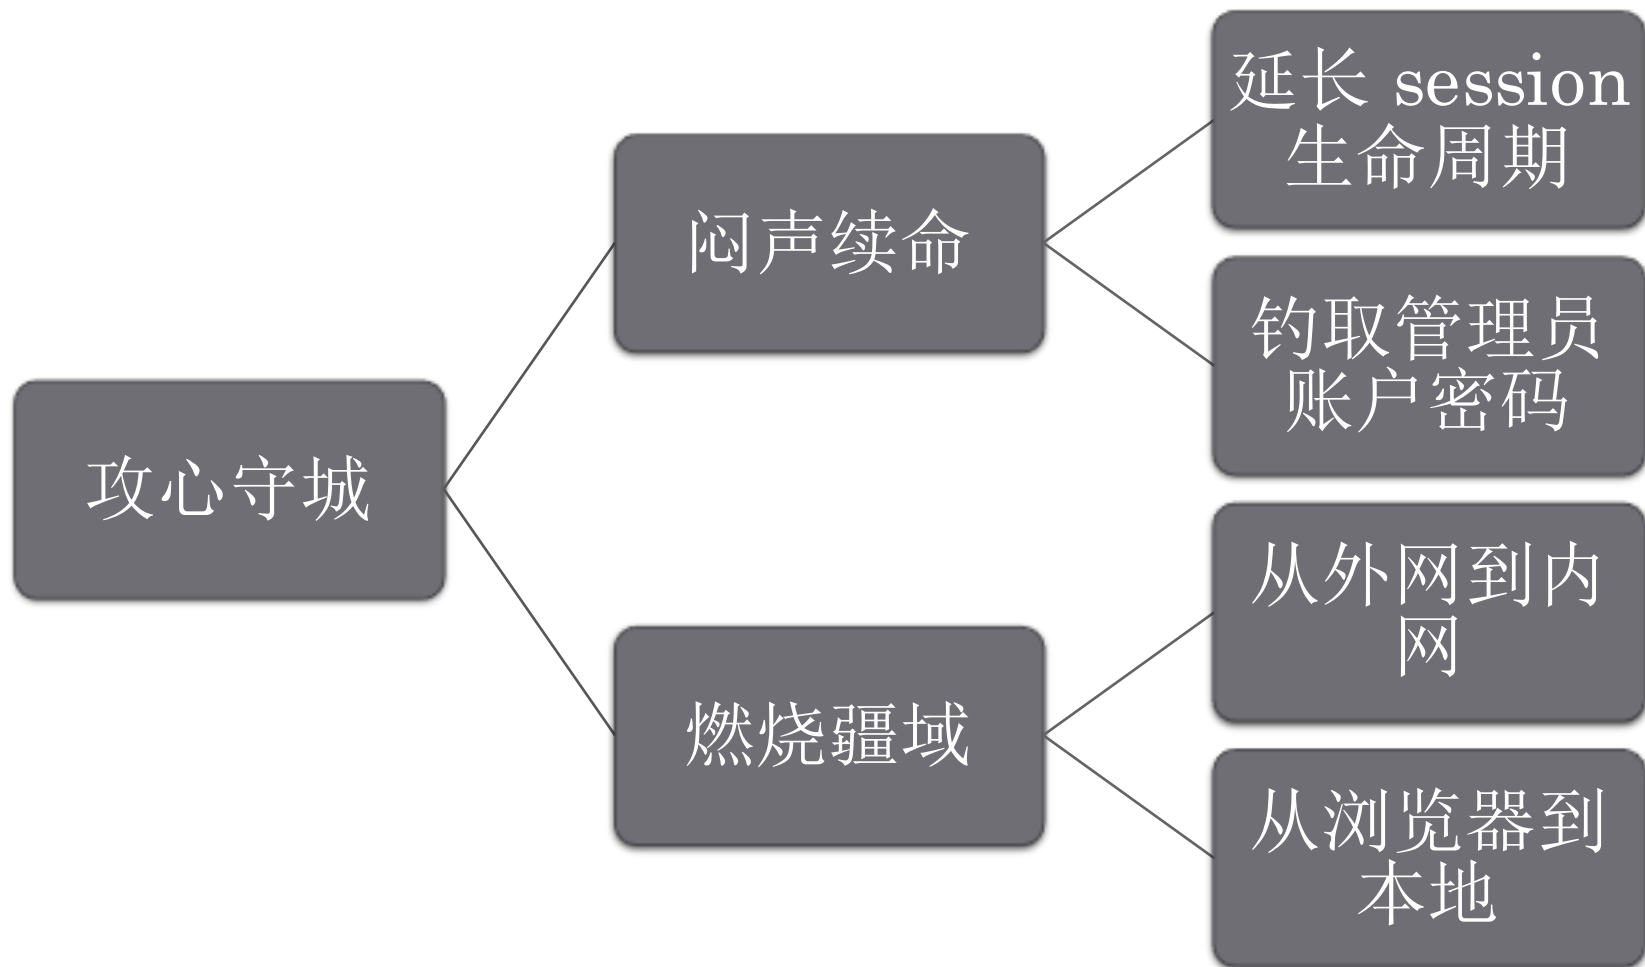 攻心守城
闷声续命
延长 session
生命周期
钓取管理员
账户密码
燃烧疆域
从外网到内
网
从浏览器到
本地